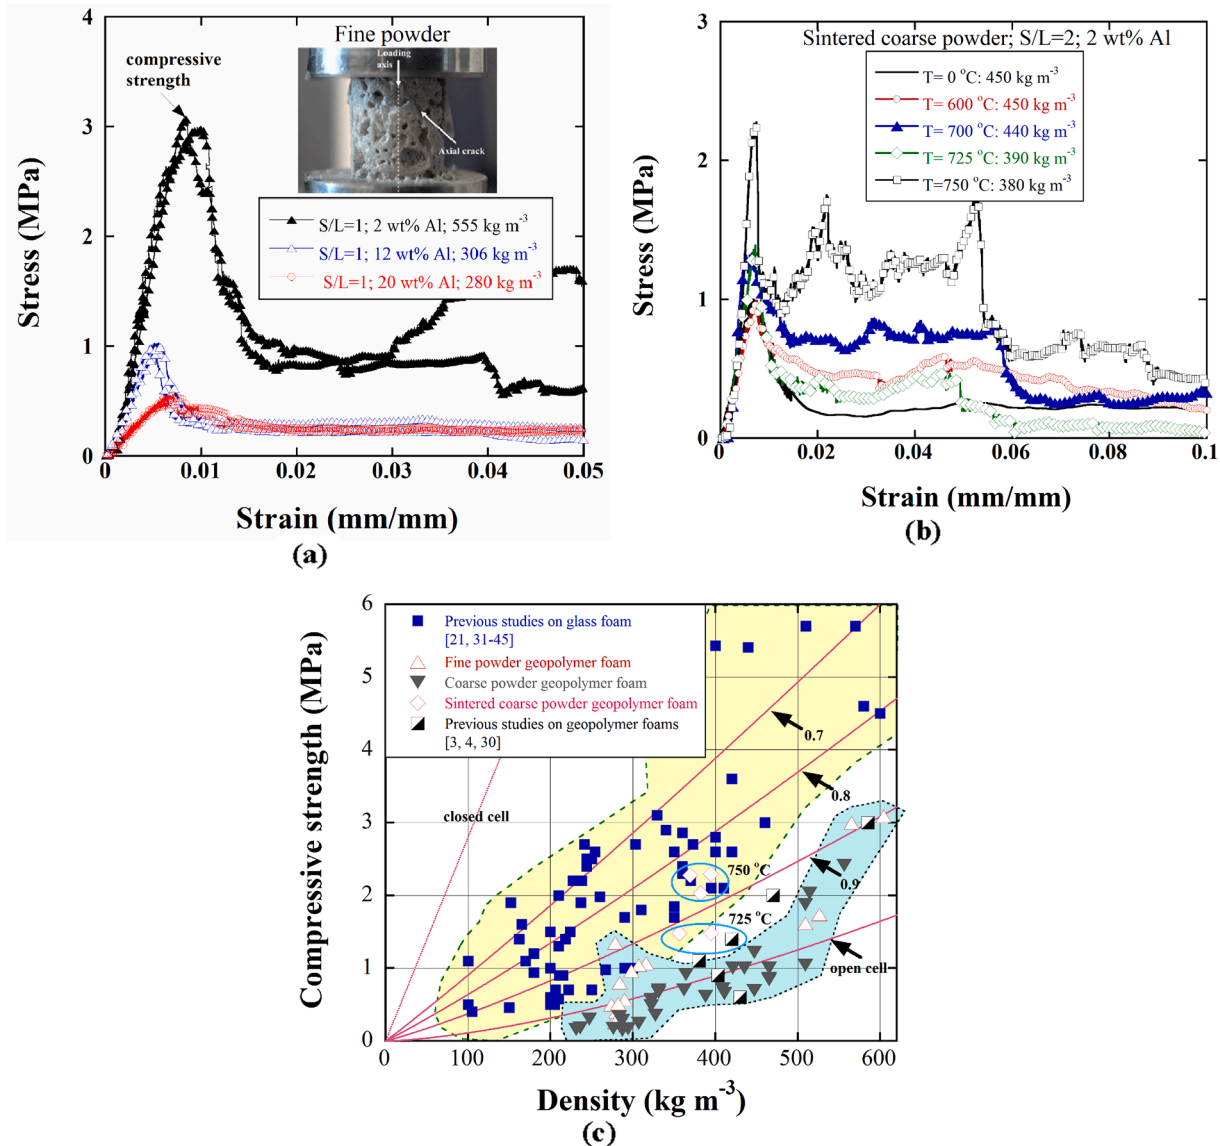 4
3
2
1
0
Stress (MPa)
Fine powder
compressive
strength
Loading
axis
Axial crack
S/L=1; 2 wt% Al; 555 kg m⁻³
S/L=1; 12 wt% Al; 306 kg m⁻³
S/L=1; 20 wt% Al; 280 kg m⁻³
0 0.01 0.02 0.03 0.04 0.05
Strain (mm/mm)
(a)
3
2
1
0
Stress (MPa)
Sintered coarse powder; S/L=2; 2 wt% Al
T= 0 °C: 450 kg m⁻³
T= 600 °C: 450 kg m⁻³
T= 700 °C: 440 kg m⁻³
T= 725 °C: 390 kg m⁻³
T=750 °C: 380 kg m⁻³
0 0.02 0.04 0.06 0.08 0.1
Strain (mm/mm)
(b)
6
5
4
3
2
1
0
Compressive strength (MPa)
Previous studies on glass foam
[21, 31-45]
Fine powder geopolymer foam
Coarse powder geopolymer foam
Sintered coarse powder geopolymer foam
Previous studies on geopolymer foams
[3, 4, 30]
0.7
0.8
closed cell
750 °C
0.9
725 °C
open cell
0 100 200 300 400 500 600
Density (kg m⁻³)
(c)